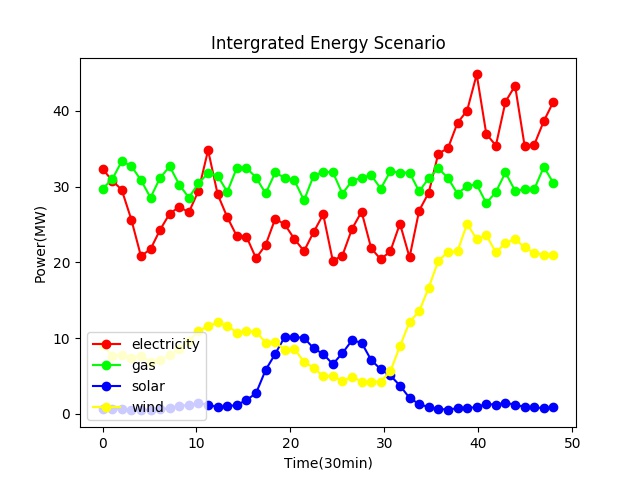 Intergrated Energy Scenario
Power(MW)
40
30
20
10
0
electricity
gas
solar
wind
0 10 20 30 40 50
Time(30min)